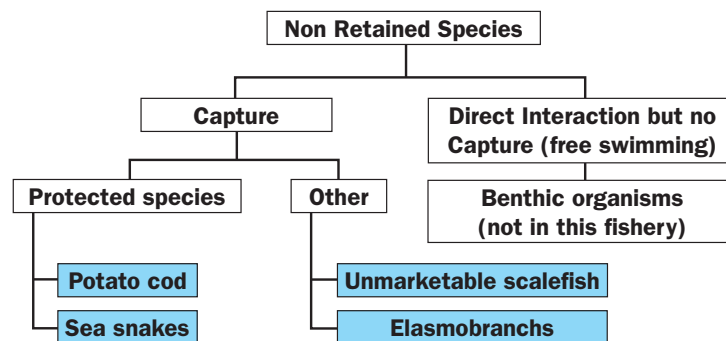 Non Retained Species
Capture
Direct Interaction but no
Capture (free swimming)
Protected species
Other
Benthic organisms
(not in this fishery)
Potato cod
Unmarketable scalefish
Sea snakes
Elasmobranchs